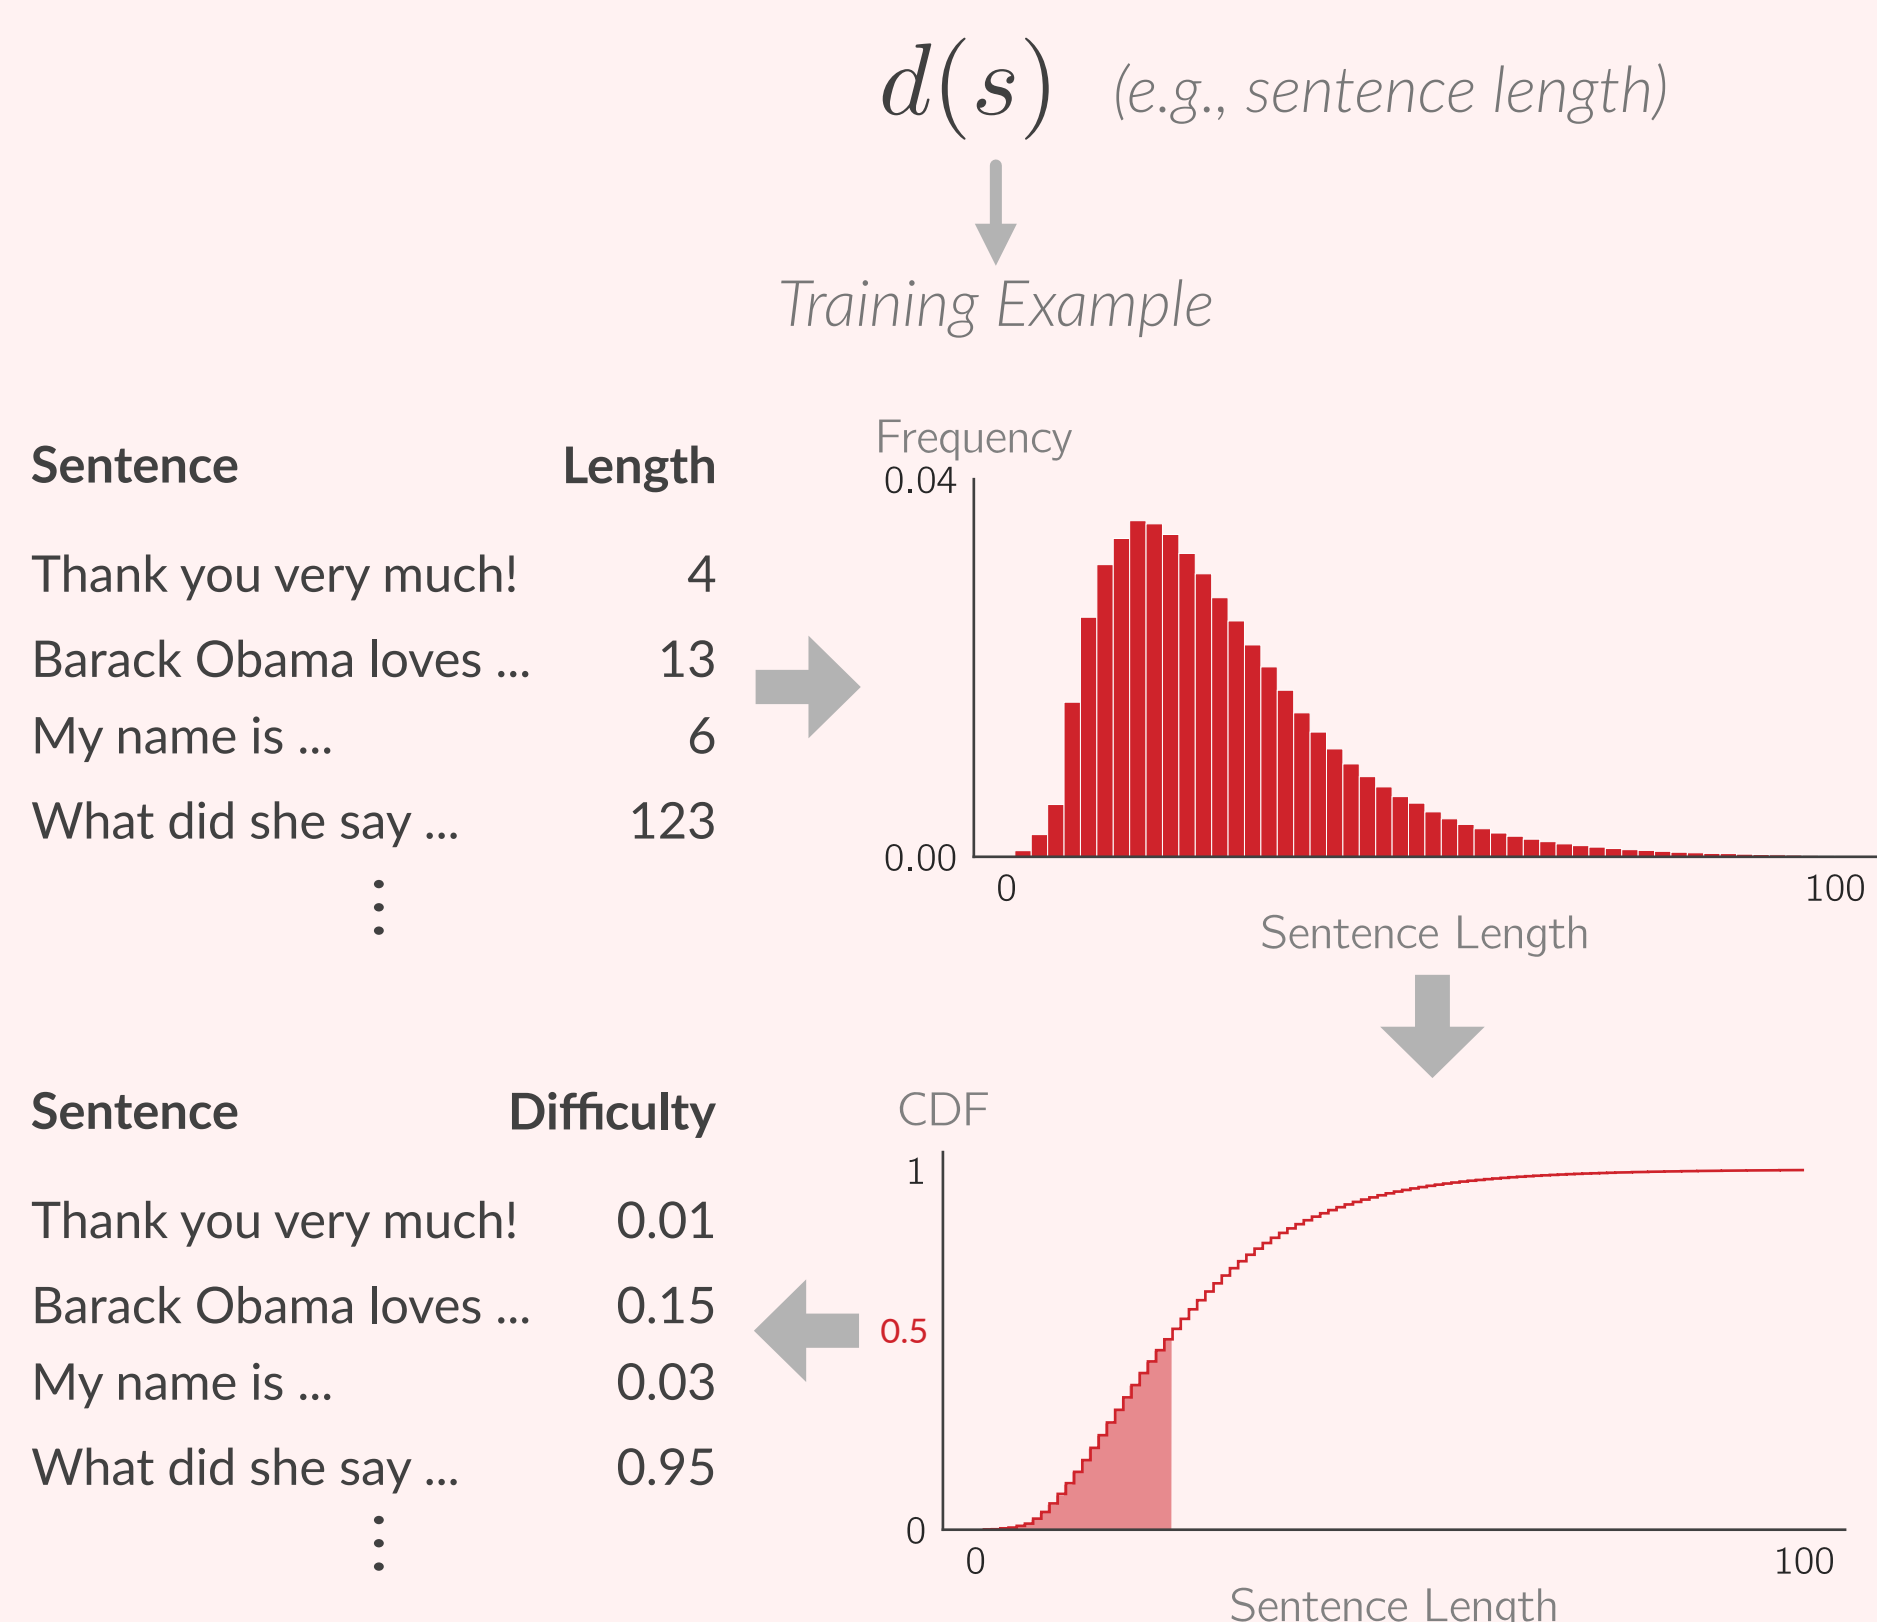 d(s) (e.g., sentence length)
Training Example
Sentence Length
Thank you very much! 4
Barack Obama loves ... 13
My name is ... 6
What did she say ... 123
Frequency
0.04
0.00
0 100
Sentence Length
Sentence Difficulty
Thank you very much! 0.01
Barack Obama loves ... 0.15
My name is ... 0.03
What did she say ... 0.95
CDF
1
0.5
0
0 100
Sentence Length